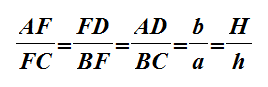 AF/FC = FD/BF = AD/BC = b/a = H/h